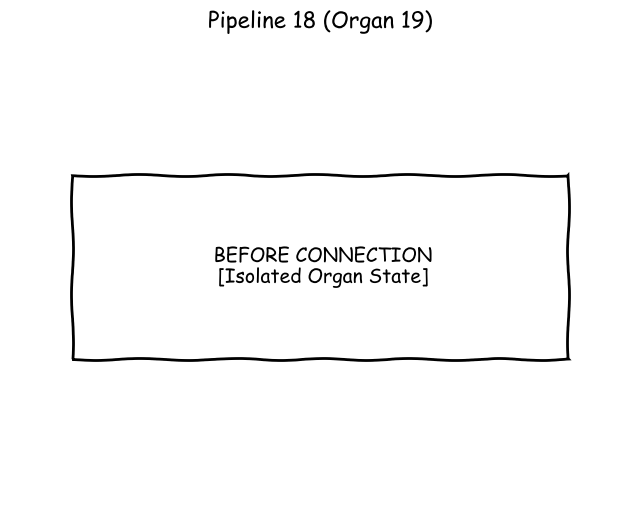 Pipeline 18 (Organ 19)
BEFORE CONNECTION
[Isolated Organ State]